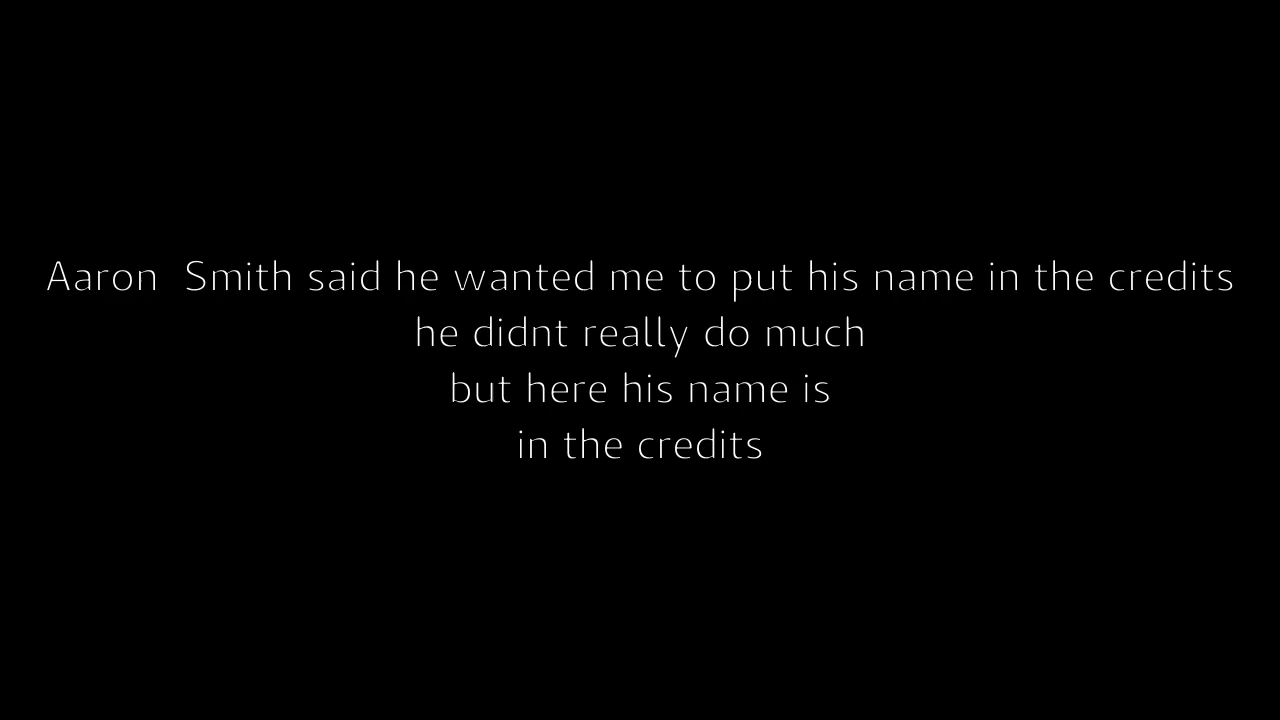 Aaron  Smith said he wanted me to put his name in the credits
he didnt really do much
but here his name is
in the credits